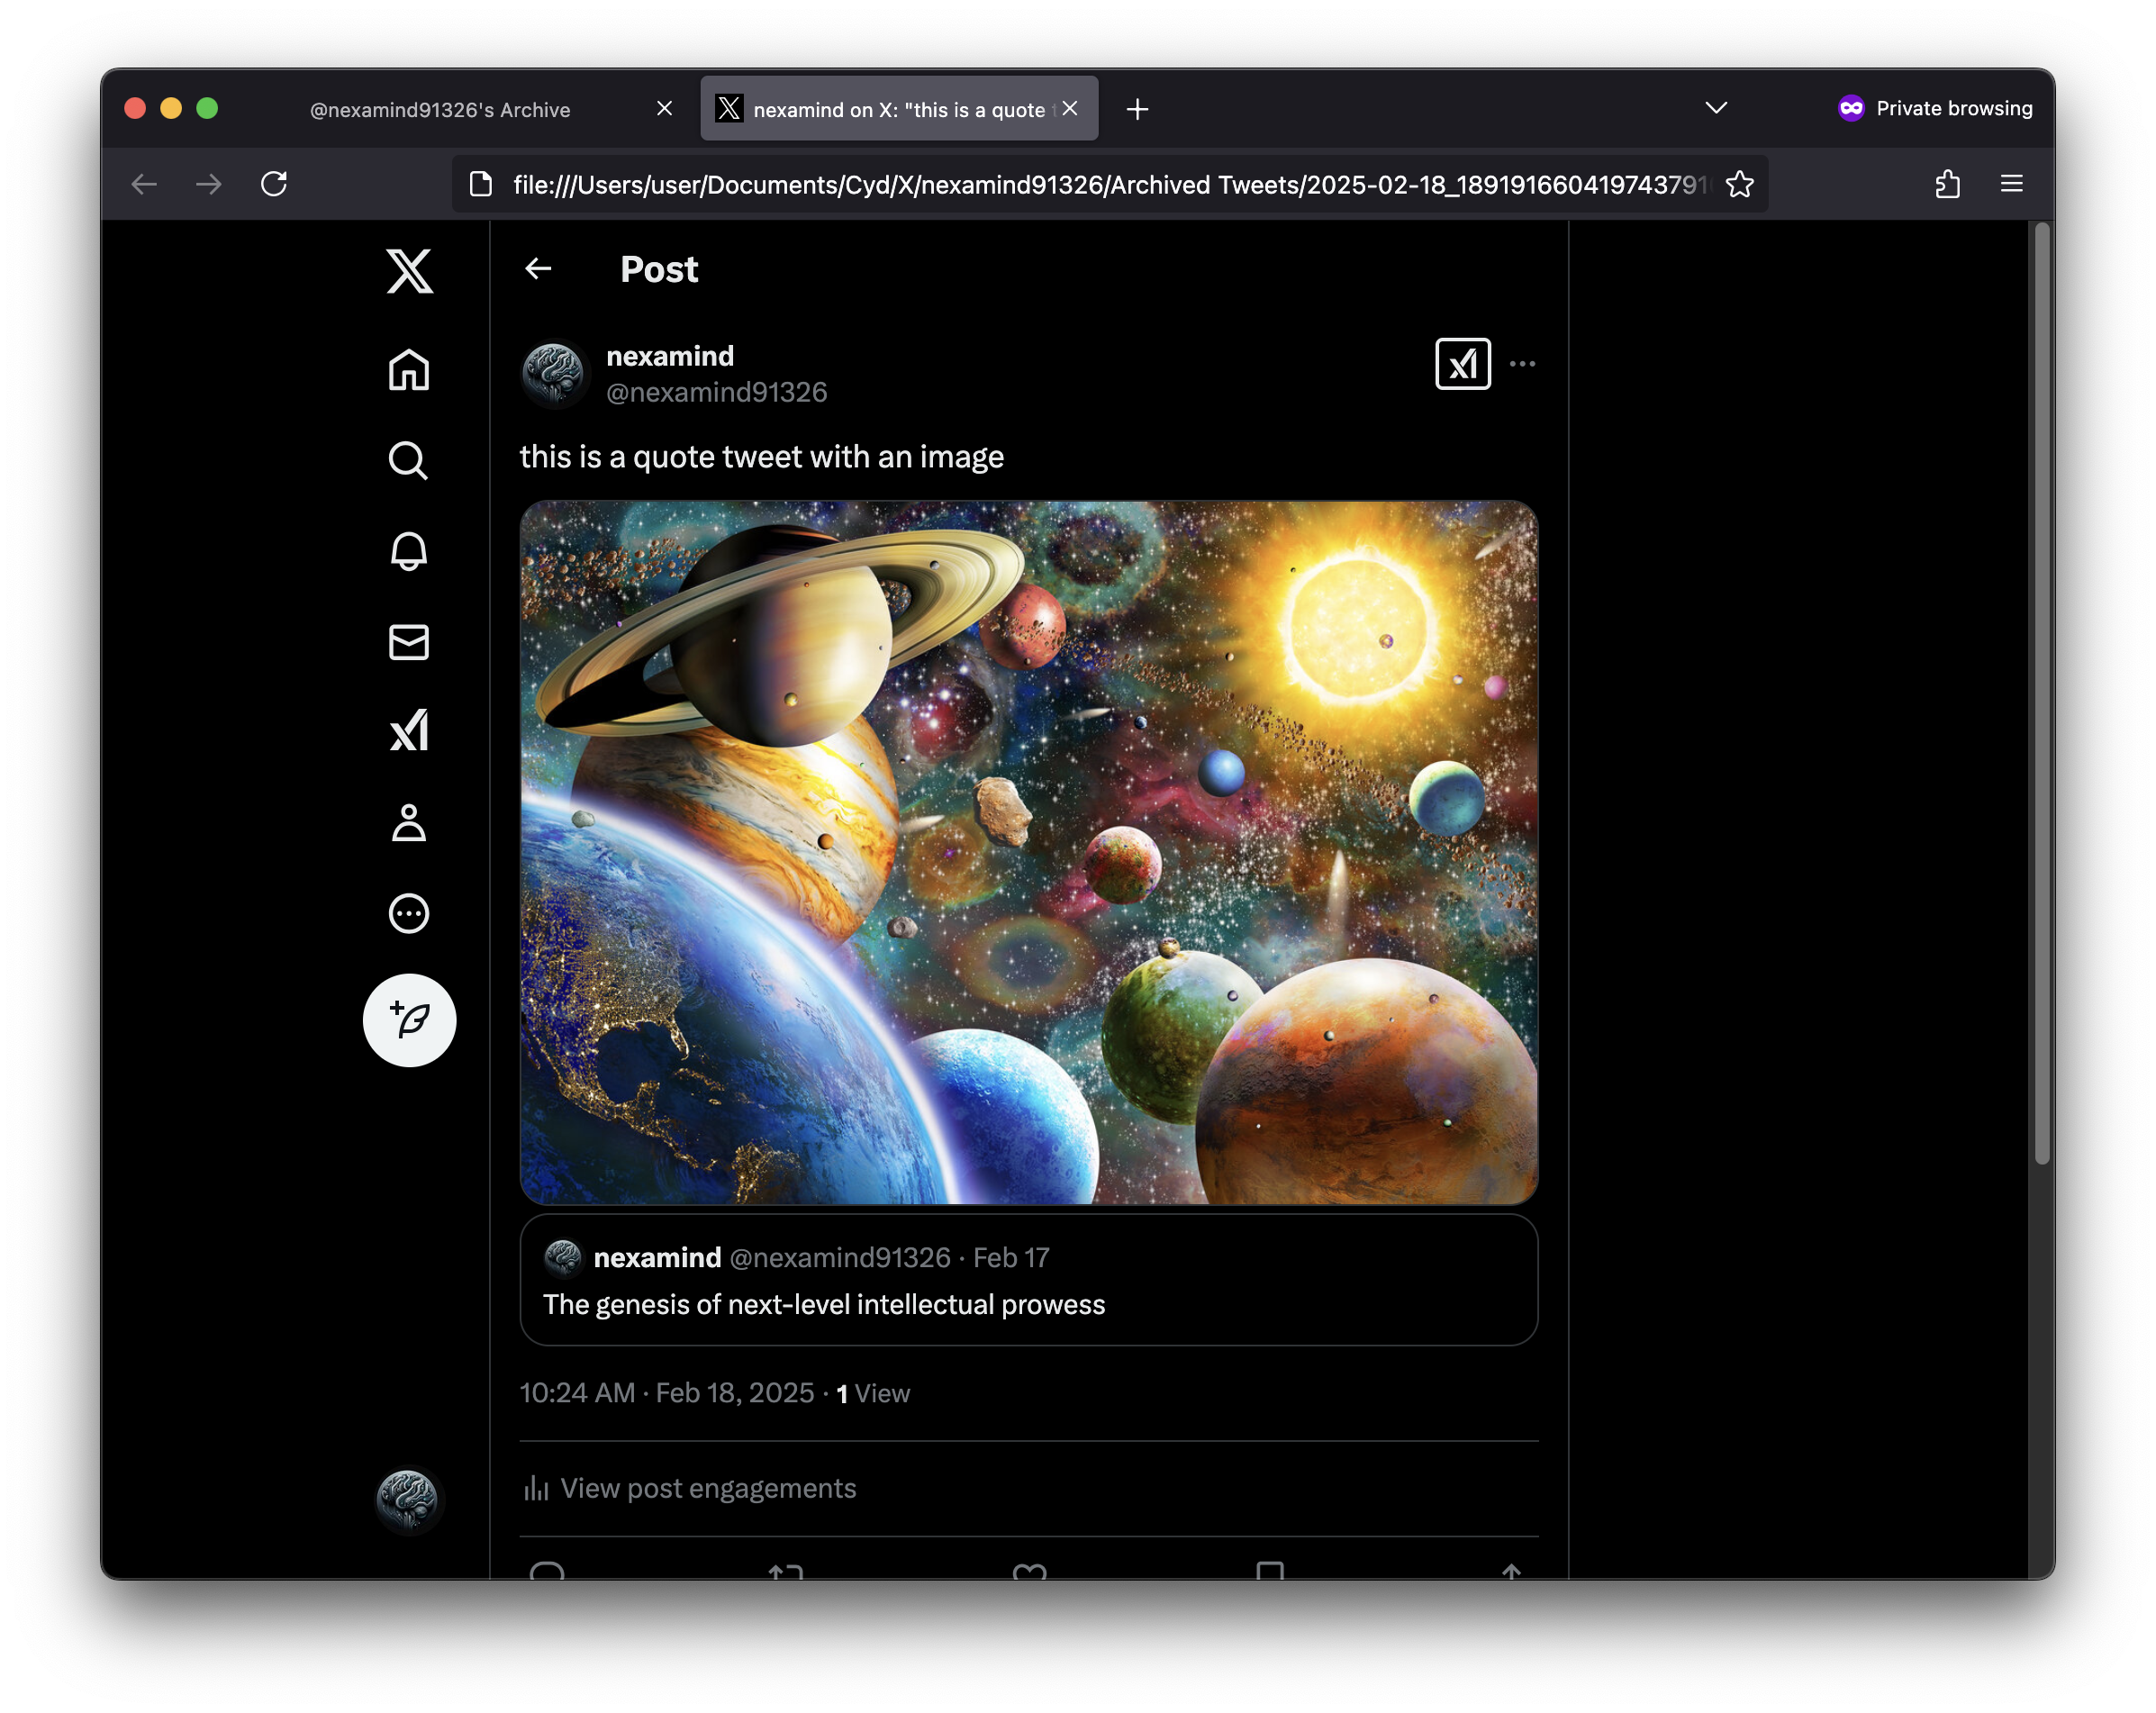 @nexamind91326's Archive
nexamind on X: "this is a quote
Private browsing
file:///Users/user/Documents/Cyd/X/nexamind91326/Archived Tweets/2025-02-18_189191660419743791
Post
nexamind
@nexamind91326
this is a quote tweet with an image
nexamind @nexamind91326 · Feb 17
The genesis of next-level intellectual prowess
10:24 AM · Feb 18, 2025 · 1 View
View post engagements